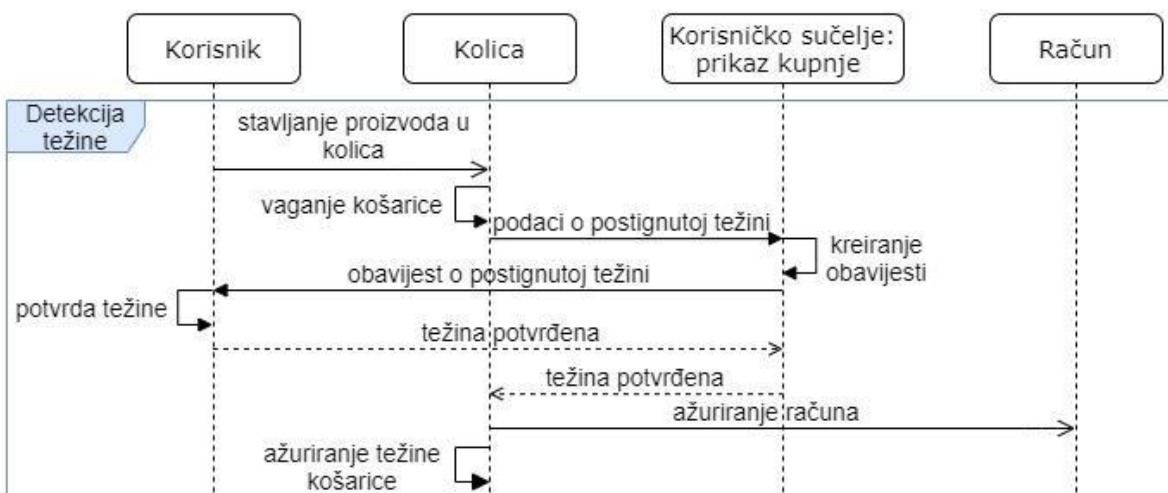 Korisnik
Kolica
Korisničko sučelje:
prikaz kupnje
Račun
Detekcija
težine
stavljanje proizvoda u
kolica
vaganje košarice
podaci o postignutoj težini
kreiranje
obavijesti
obavijest o postignutoj težini
potvrda težine
težina potvrđena
težina potvrđena
ažuriranje računa
ažuriranje težine
košarice